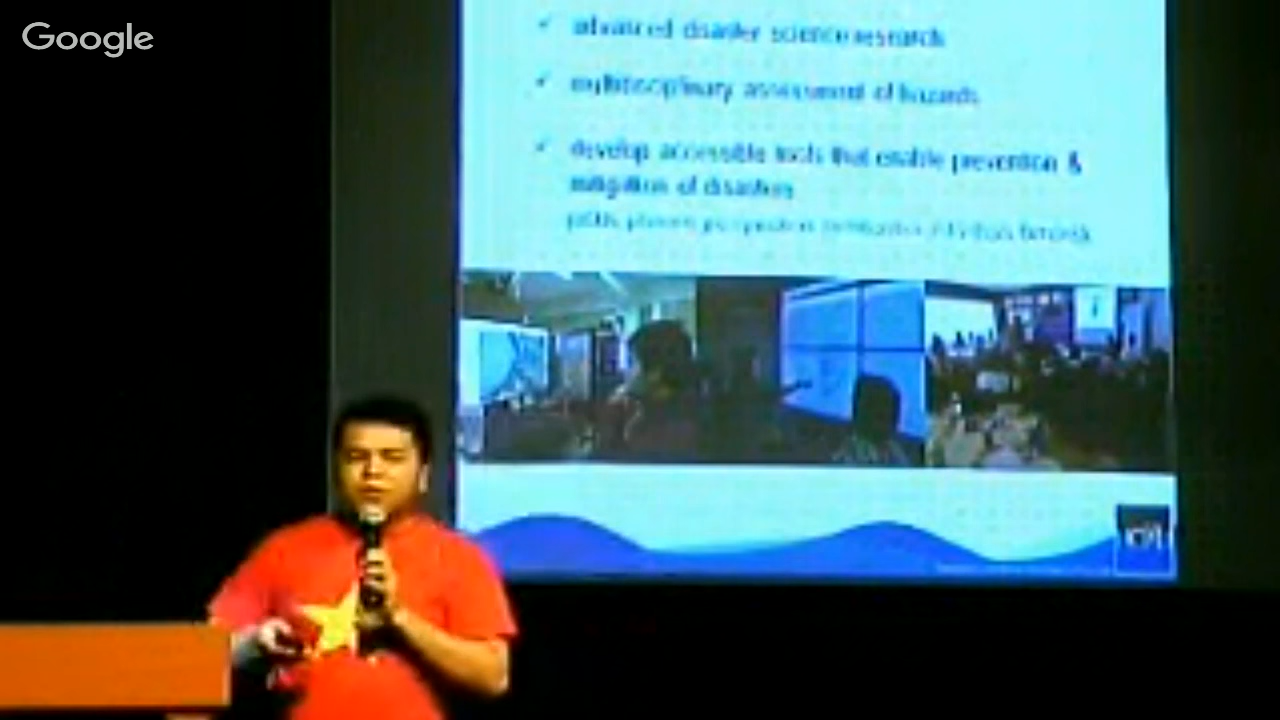 Google
advanced disaster science research
multidisciplinary assessment of hazards
develop accessible tools that enable prevention &
mitigation of disasters